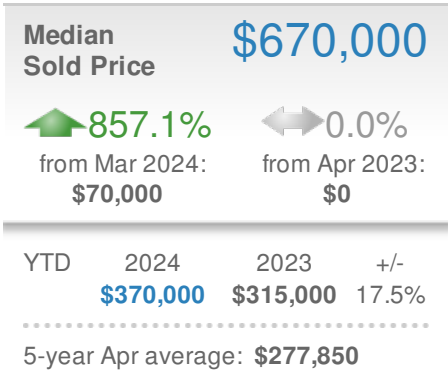 Median $670,000
Sold Price
857.1% 0.0%
from Mar 2024: from Apr 2023:
$70,000 $0
YTD 2024 2023 +/-
$370,000 $315,000 17.5%
5-year Apr average: $277,850